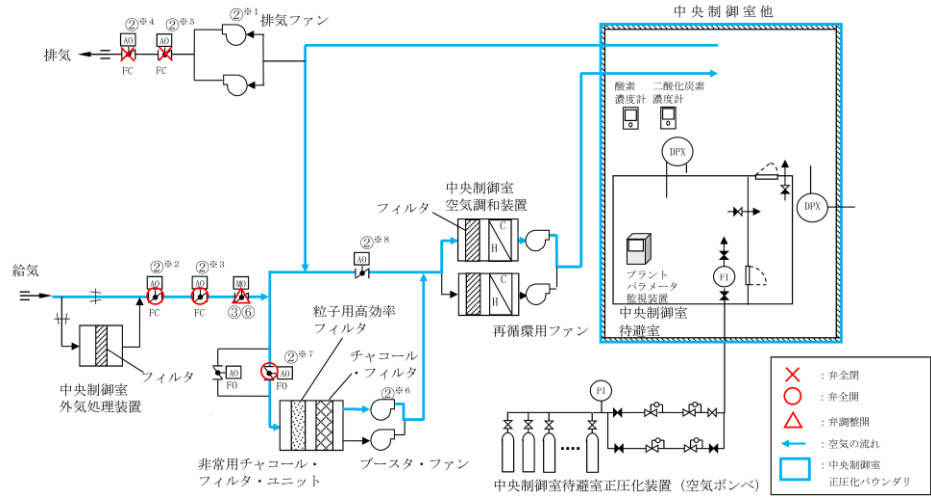 中央制御室他
②※4
②※5
②※1
排気ファン
AO
AO
排気
FC
FC
酸素
濃度計
二酸化炭素
濃度計
DPX
DPX
中央制御室
空気調和装置
フィルタ
C
H
C
H
②※8
AO
再循環用ファン
FI
プラント
パラメータ
監視装置
中央制御室
待避室
給気
②※2
②※3
AO
AO
MO
FC
FC
③⑥
フィルタ
中央制御室
外気処理装置
粒子用高効率
フィルタ
②※7
AO
FO
AO
FO
チャコール
・フィルタ
②※6
非常用チャコール・
フィルタ・ユニット
ブースタ・ファン
PI
中央制御室待避室正圧化装置（空気ボンベ）
：弁全閉
：弁全開
：弁調整開
：空気の流れ
：中央制御室
正圧化バウンダリ